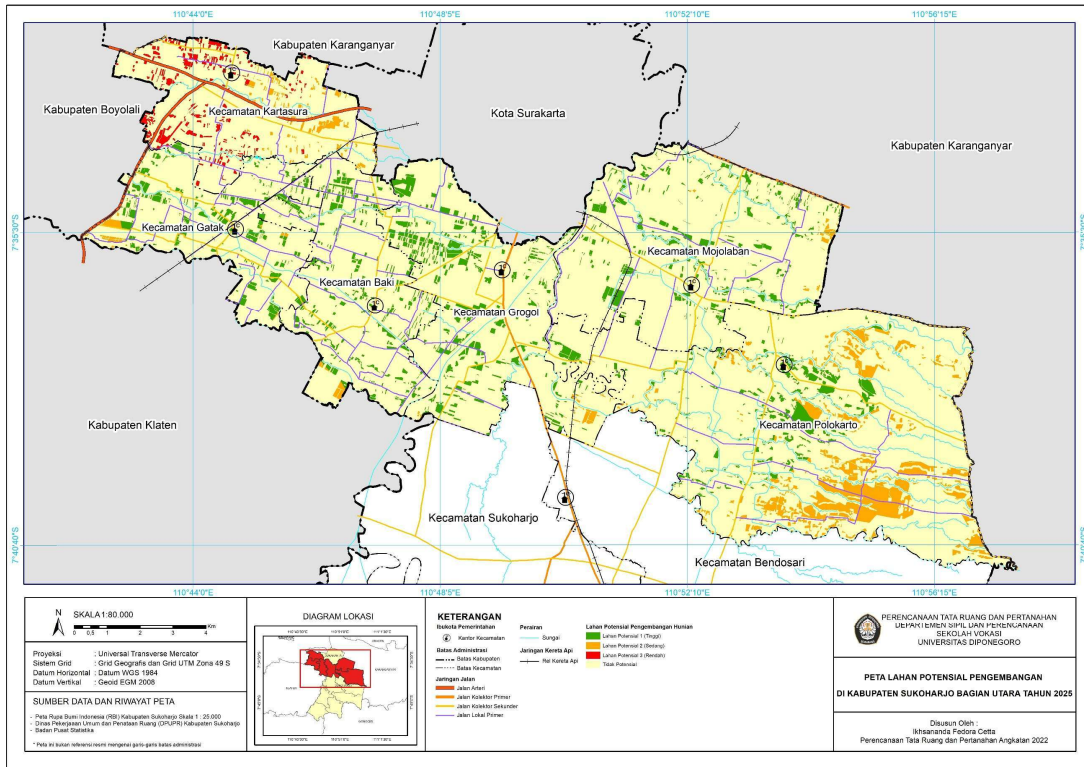 110°44'0"E 110°48'5"E 110°52'10"E 110°56'15"E
Kabupaten Karanganyar
Kabupaten Boyolali
Kecamatan Kartasura
Kota Surakarta
Kabupaten Karanganyar
7°35'30"S 7°35'30"S
Kecamatan Gatak
Kecamatan Mojolaban
Kecamatan Baki
Kecamatan Grogol
Kabupaten Klaten
Kecamatan Polokarto
Kecamatan Sukoharjo
7°40'40"S 7°40'40"S
Kecamatan Bendosari
110°44'0"E 110°48'5"E 110°52'10"E 110°56'15"E
N
SKALA 1:80.000
0 0,5 1 2 3 4 Km
Proyeksi : Universal Transverse Mercator
Sistem Grid : Grid Geografis dan Grid UTM Zona 49 S
Datum Horizontal : Datum WGS 1984
Datum Vertikal : Geoid EGM 2008
SUMBER DATA DAN RIWAYAT PETA
- Peta Rupa Bumi Indonesia (RBI) Kabupaten Sukoharjo Skala 1 : 25.000
- Dinas Pekerjaaan Umum dan Penataan Ruang (DPUPR) Kabupaten Sukoharjo
- Badan Pusat Statistika
* Peta ini bukan referensi resmi mengenai garis-garis batas administrasi
DIAGRAM LOKASI
KETERANGAN
Ibukota Pemerintahan
Kantor Kecamatan
Batas Administrasi
Batas Kabupaten
Batas Kecamatan
Jaringan Jalan
Jalan Arteri
Jalan Kolektor Primer
Jalan Kolektor Sekunder
Jalan Lokal Primer
Perairan
Sungai
Jaringan Kereta Api
Rel Kereta Api
Lahan Potensial Pengembangan Hunian
Lahan Potensial 1 (Tinggi)
Lahan Potensial 2 (Sedang)
Lahan Potensial 3 (Rendah)
Tidak Potensial
PERENCANAAN TATA RUANG DAN PERTANAHAN
DEPARTEMEN SIPIL DAN PERENCANAAN
SEKOLAH VOKASI
UNIVERSITAS DIPONEGORO
PETA LAHAN POTENSIAL PENGEMBANGAN
DI KABUPATEN SUKOHARJO BAGIAN UTARA TAHUN 2025
Disusun Oleh :
Ikhsananda Fedora Cetta
Perencanaan Tata Ruang dan Pertanahan Angkatan 2022